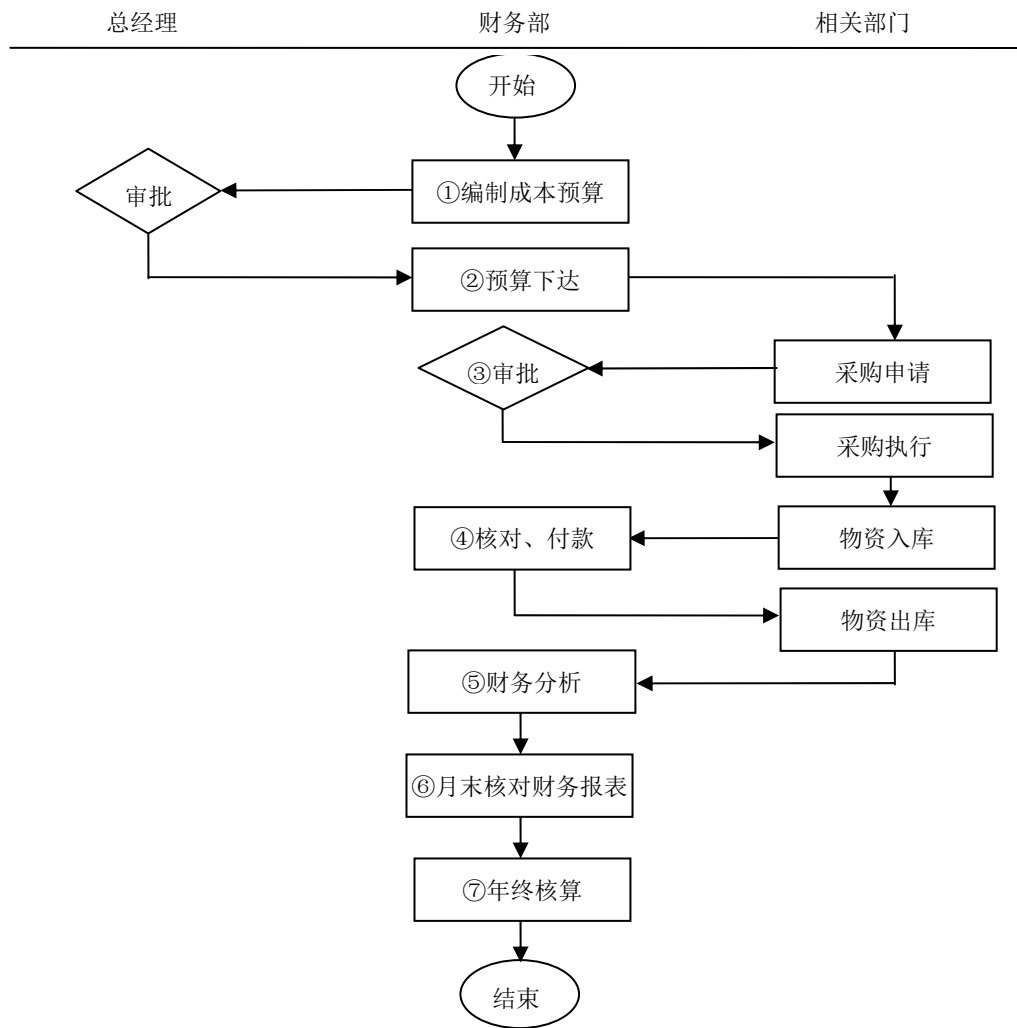 总经理
财务部
相关部门
开始
审批
①编制成本预算
②预算下达
③审批
采购申请
采购执行
④核对、付款
物资入库
物资出库
⑤财务分析
⑥月末核对财务报表
⑦年终核算
结束